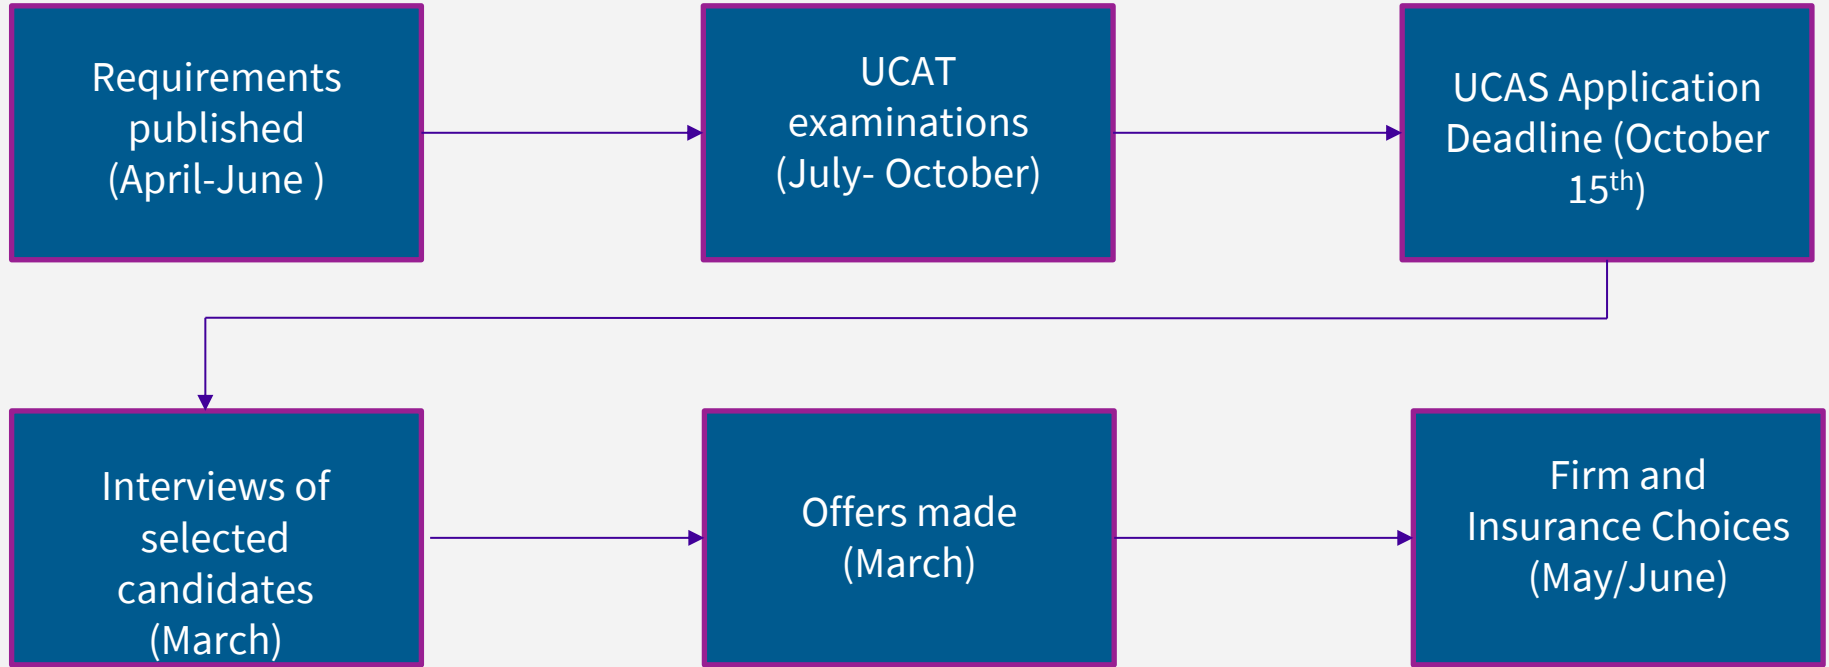 Requirements
published
(April-June )
UCAT
examinations
(July- October)
UCAS Application
Deadline (October
15th)
Interviews of
selected
candidates
(March)
Offers made
(March)
Firm and
Insurance Choices
(May/June)